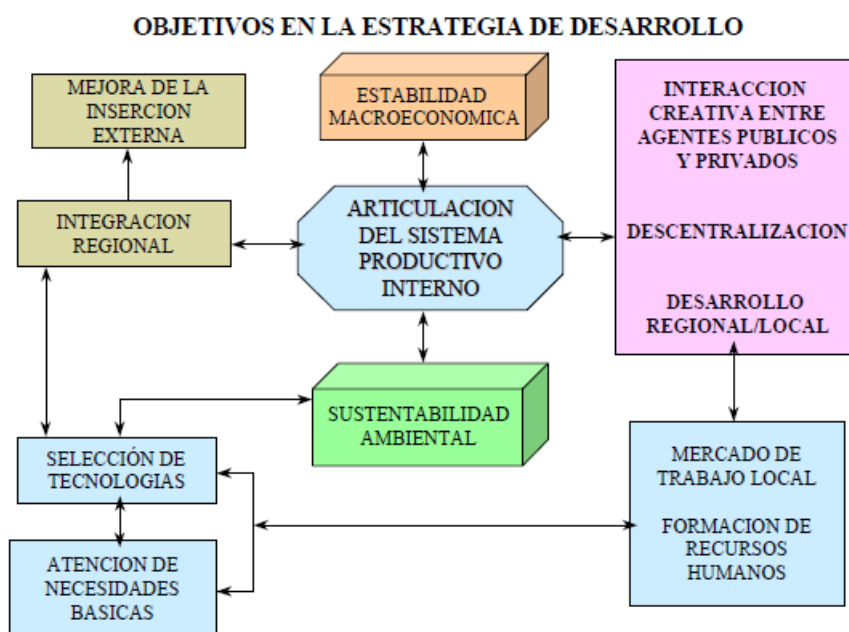 OBJETIVOS EN LA ESTRATEGIA DE DESARROLLO
MEJORA DE LA
INSERCION
EXTERNA
ESTABILIDAD
MACROECONOMICA
INTERACCION
CREATIVA ENTRE
AGENTES PUBLICOS
Y PRIVADOS
DESCENTRALIZACION
DESARROLLO
REGIONAL/LOCAL
INTEGRACION
REGIONAL
ARTICULACION
DEL SISTEMA
PRODUCTIVO
INTERNO
SUSTENTABILIDAD
AMBIENTAL
SELECCIÓN DE
TECNOLOGIAS
ATENCION DE
NECESIDADES
BASICAS
MERCADO DE
TRABAJO LOCAL
FORMACION DE
RECURSOS
HUMANOS